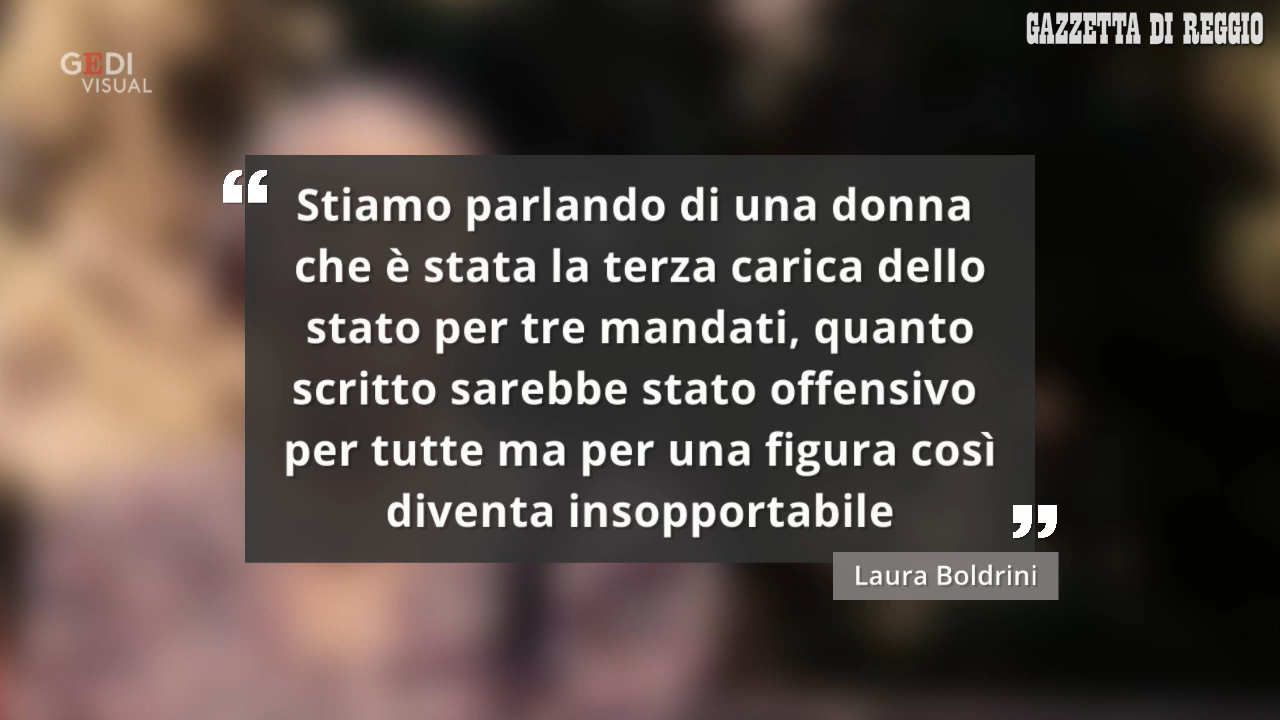 GAZZETTA DI REGGIO
GEDI
VISUAL
“
Stiamo parlando di una donna
che è stata la terza carica dello
stato per tre mandati, quanto
scritto sarebbe stato offensivo
per tutte ma per una figura così
diventa insopportabile
”
Laura Boldrini